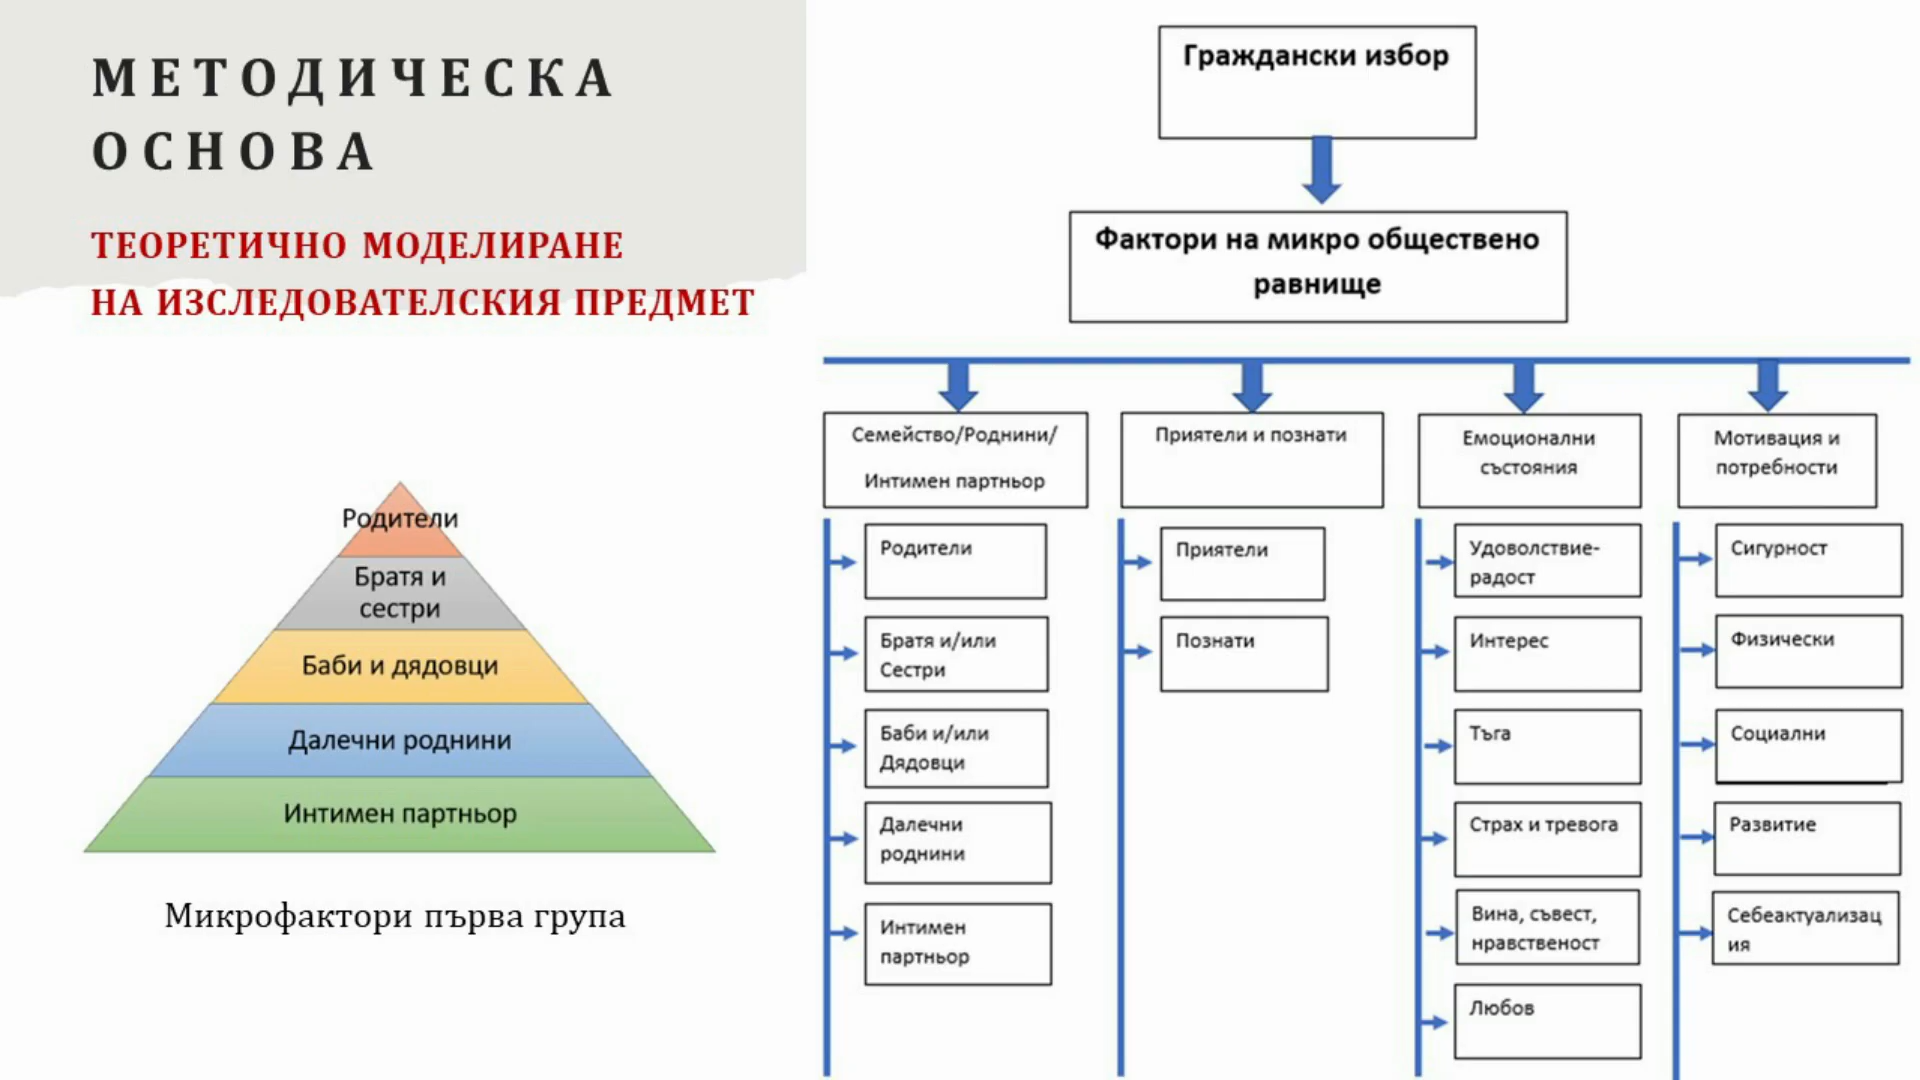 МЕТОДИЧЕСКА
ОСНОВА
ТЕОРЕТИЧНО МОДЕЛИРАНЕ
НА ИЗСЛЕДОВАТЕЛСКИЯ ПРЕДМЕТ
Родители
Братя и
сестри
Баби и дядовци
Далечни роднини
Интимен партньор
Микрофактори първа група
Граждански избор
Фактори на микро обществено
равнище
Семейство/Роднини/
Интимен партньор
Родители
Братя и/или
Сестри
Баби и/или
Дядовци
Далечни
роднини
Интимен
партньор
Приятели и познати
Приятели
Познати
Емоционални
състояния
Удоволствие-
радост
Интерес
Тъга
Страх и тревога
Вина, съвест,
нравственост
Любов
Мотивация и
потребности
Сигурност
Физически
Социални
Развитие
Себеактуализац
ия